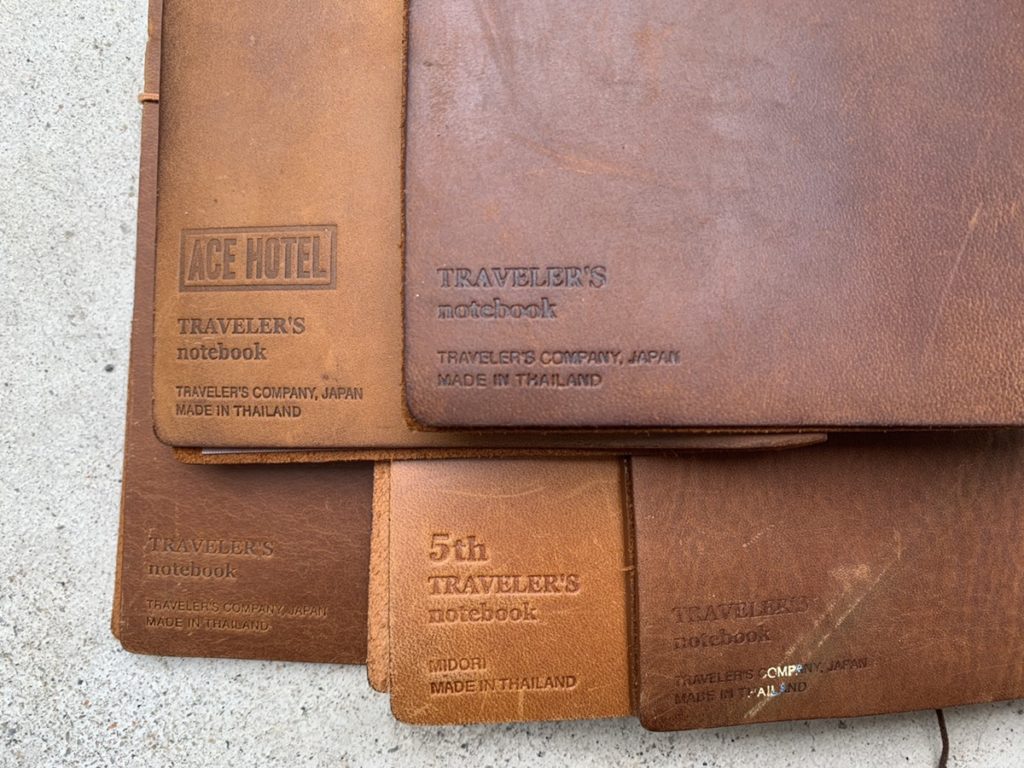 ACE HOTEL
TRAVELER'S
notebook
TRAVELER'S COMPANY, JAPAN
MADE IN THAILAND
TRAVELER'S
notebook
TRAVELER'S COMPANY, JAPAN
MADE IN THAILAND
TRAVELER'S
notebook
TRAVELER'S COMPANY, JAPAN
MADE IN THAILAND
5th
TRAVELER'S
notebook
MIDORI
MADE IN THAILAND
TRAVELER'S
notebook
TRAVELER'S COMPANY, JAPAN
MADE IN THAILAND